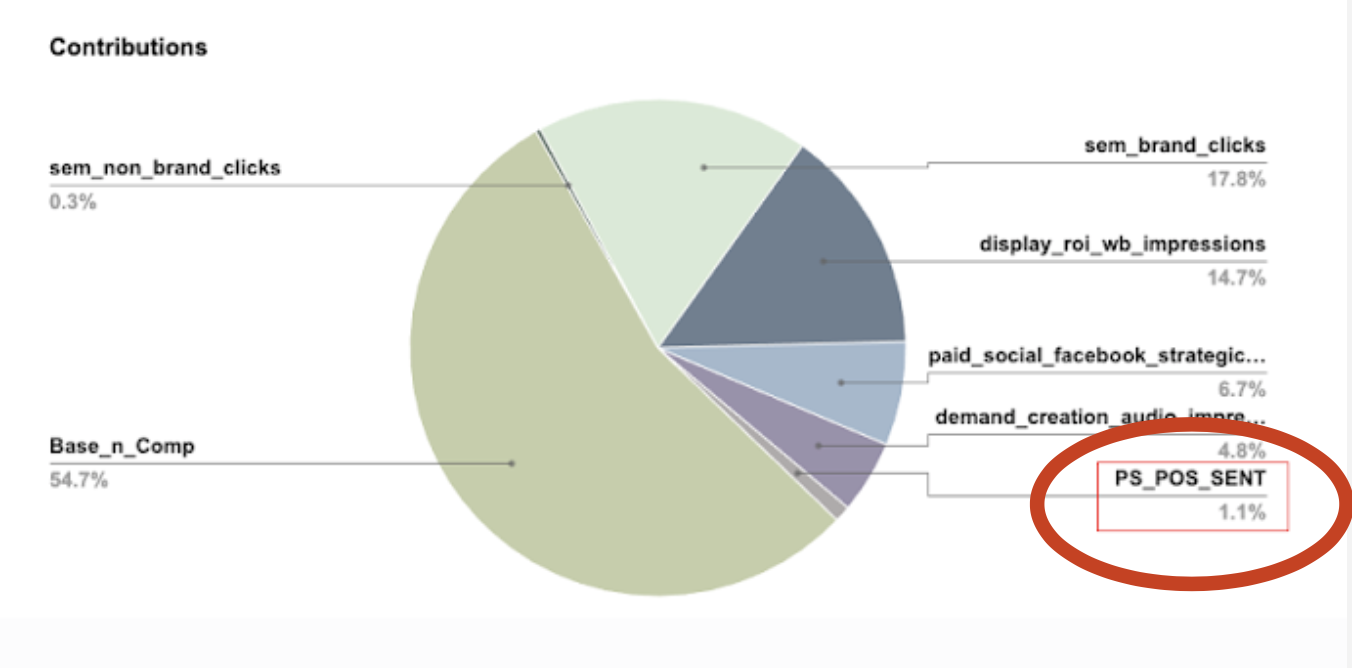 Contributions
sem_non_brand_clicks
0.3%
Base_n_Comp
54.7%
sem_brand_clicks
17.8%
display_roi_wb_impressions
14.7%
paid_social_facebook_strategic...
6.7%
demand_creation_audio_impre...
4.8%
PS_POS_SENT
1.1%